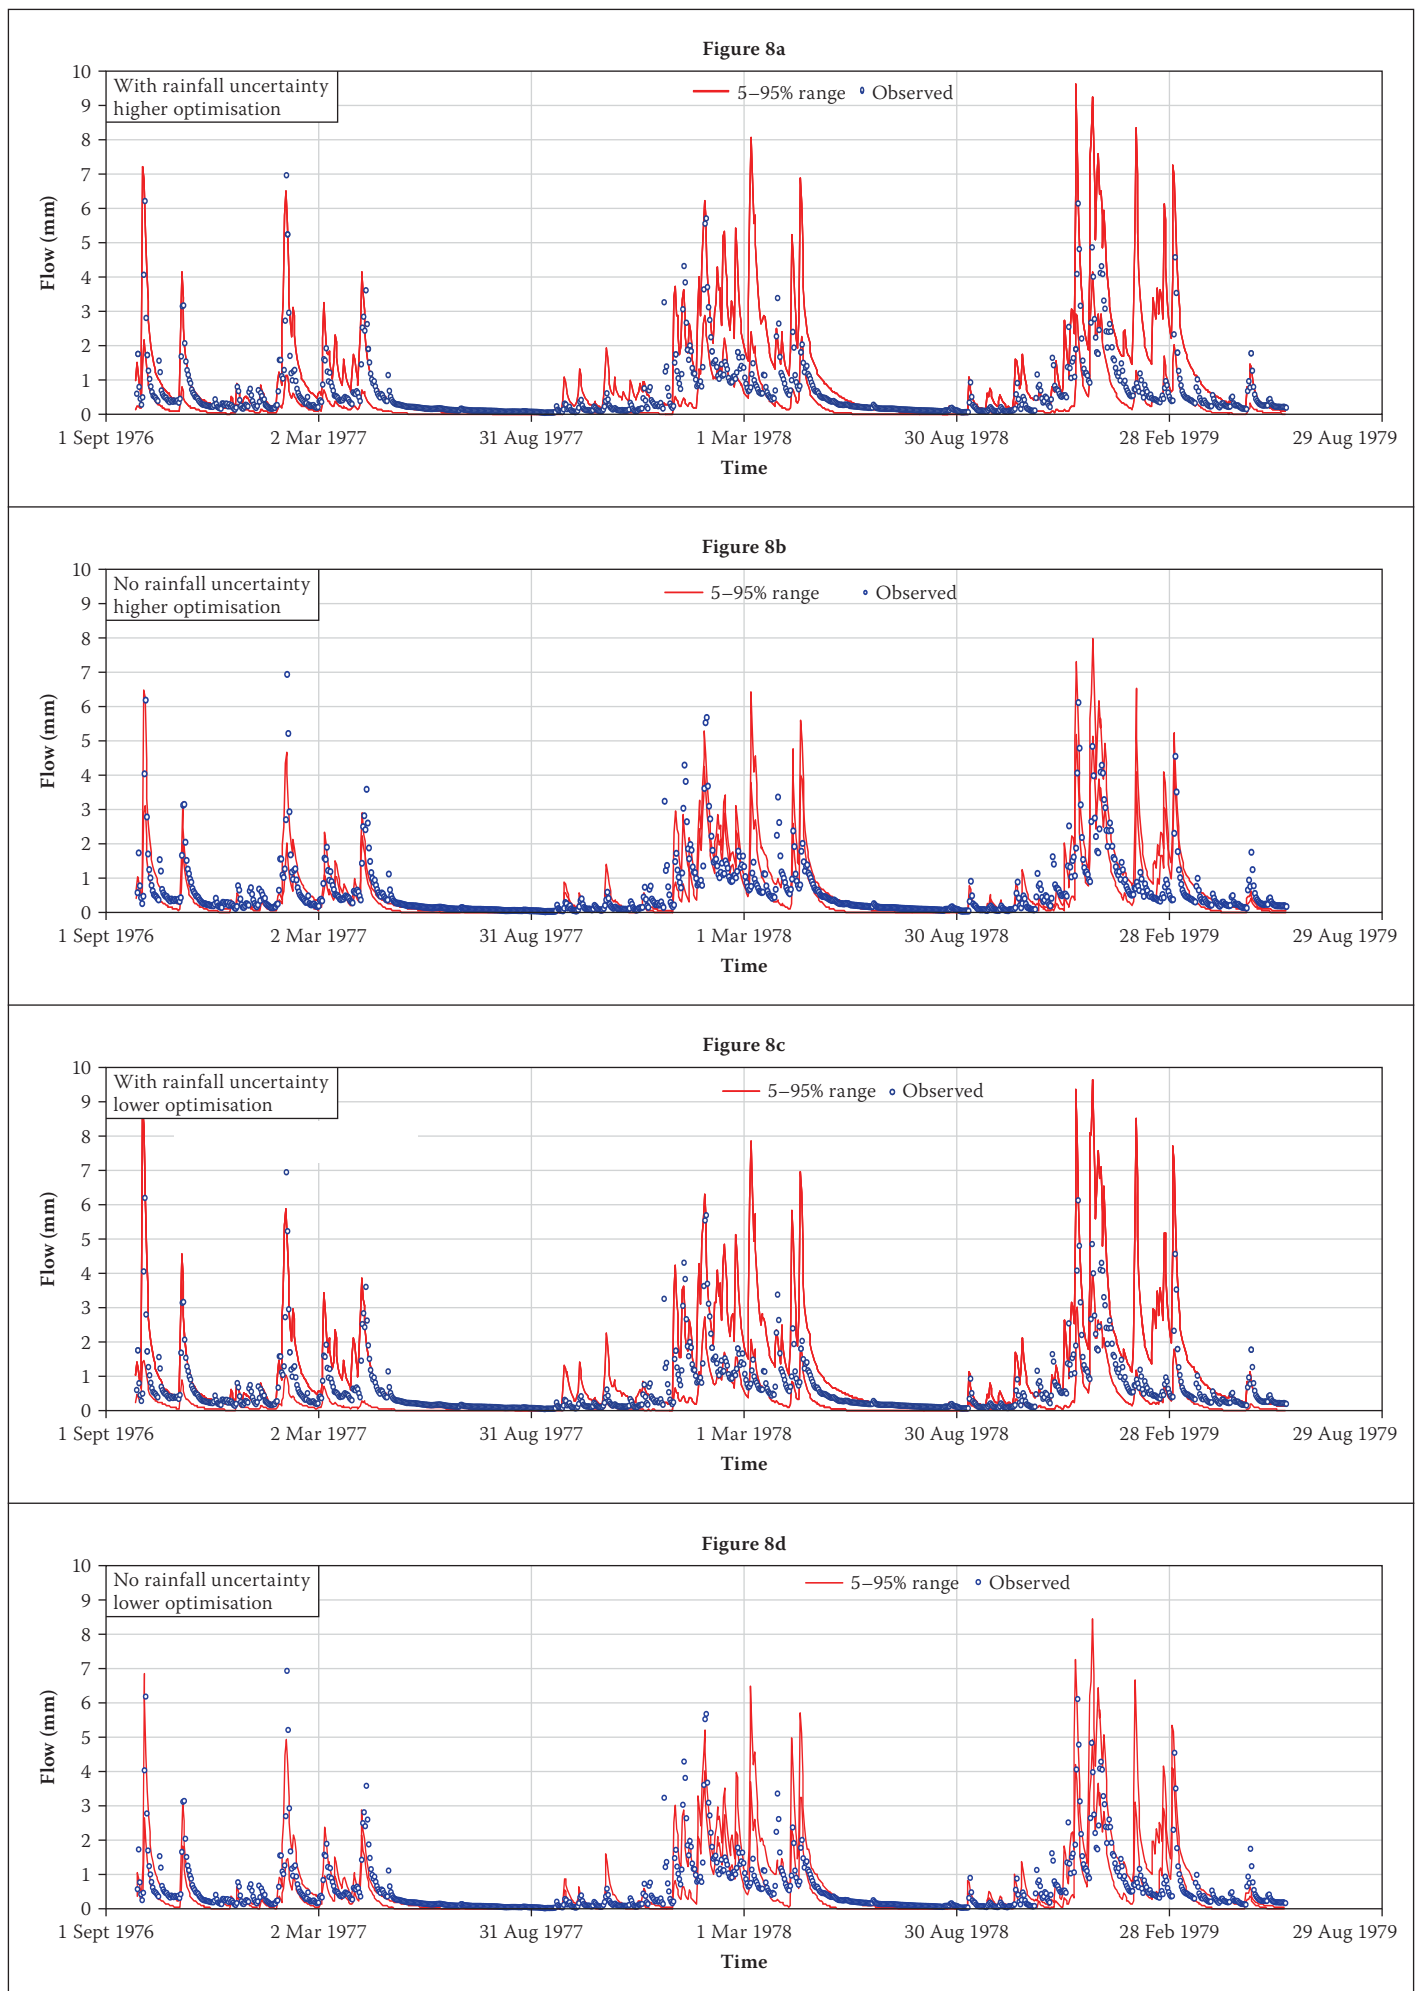 Figure 8a
With rainfall uncertainty
higher optimisation
5–95% range Observed
10
9
8
7
6
5
4
3
2
1
0
Flow (mm)
1 Sept 1976 2 Mar 1977 31 Aug 1977 1 Mar 1978 30 Aug 1978 28 Feb 1979 29 Aug 1979
Time
Figure 8b
No rainfall uncertainty
higher optimisation
5–95% range Observed
10
9
8
7
6
5
4
3
2
1
0
Flow (mm)
1 Sept 1976 2 Mar 1977 31 Aug 1977 1 Mar 1978 30 Aug 1978 28 Feb 1979 29 Aug 1979
Time
Figure 8c
With rainfall uncertainty
lower optimisation
5–95% range Observed
10
9
8
7
6
5
4
3
2
1
0
Flow (mm)
1 Sept 1976 2 Mar 1977 31 Aug 1977 1 Mar 1978 30 Aug 1978 28 Feb 1979 29 Aug 1979
Time
Figure 8d
No rainfall uncertainty
lower optimisation
5–95% range Observed
10
9
8
7
6
5
4
3
2
1
0
Flow (mm)
1 Sept 1976 2 Mar 1977 31 Aug 1977 1 Mar 1978 30 Aug 1978 28 Feb 1979 29 Aug 1979
Time